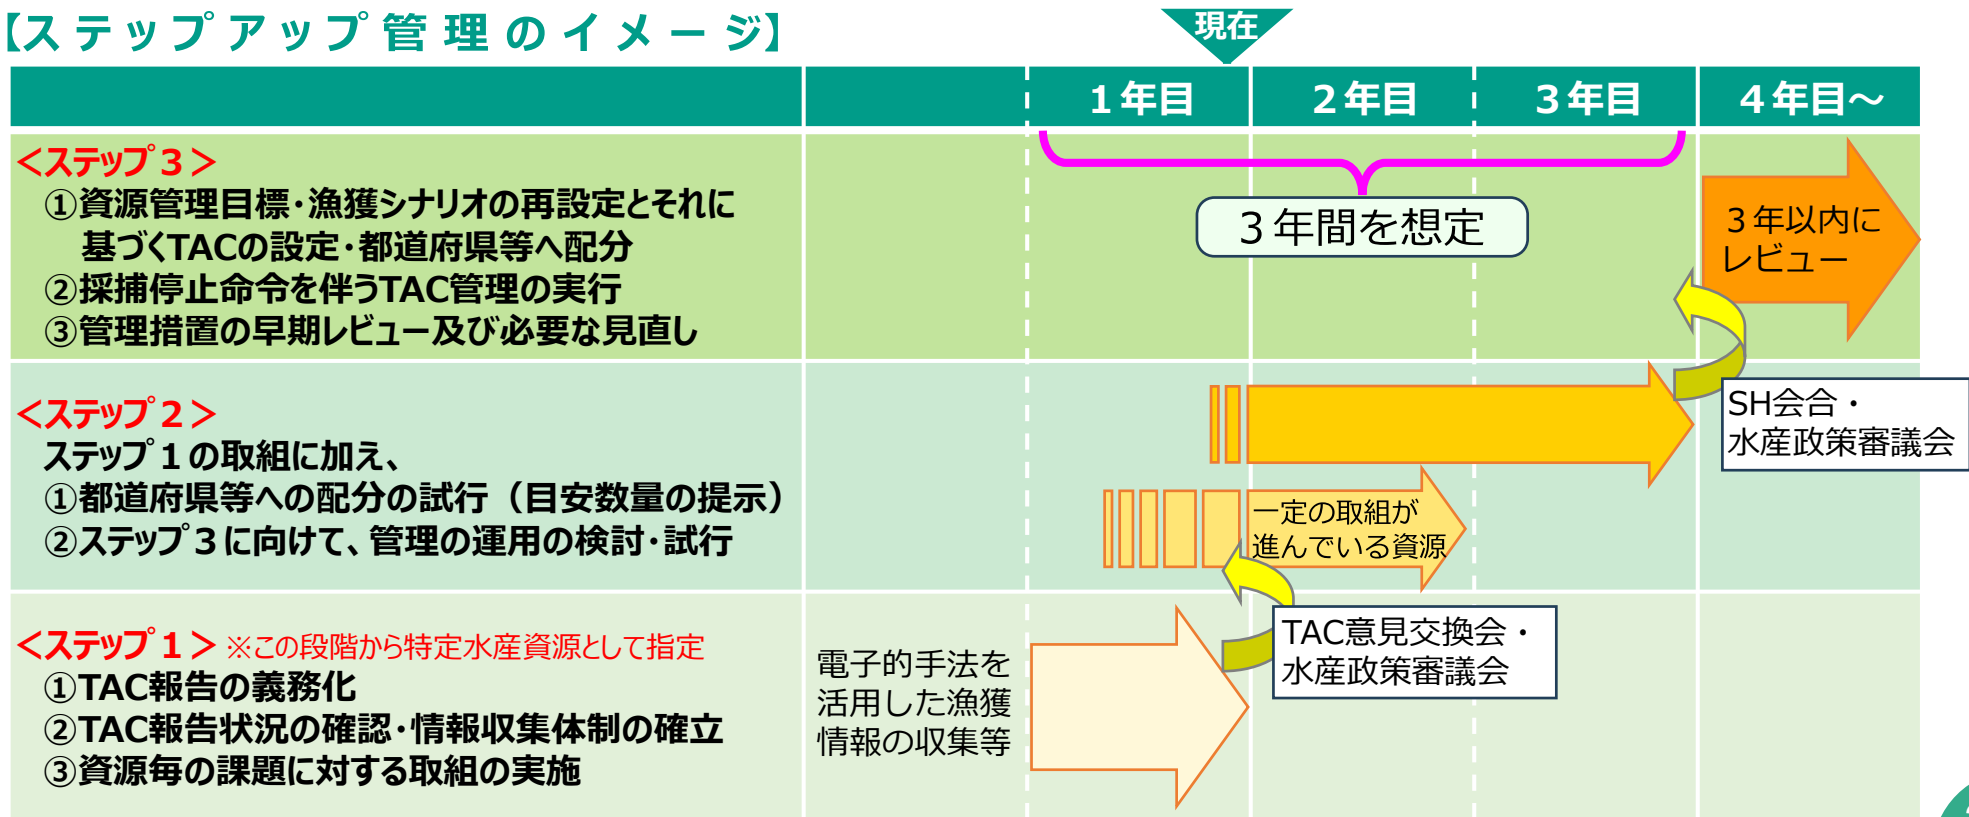 【ステップアップ管理のイメージ】
現在
１年目
２年目
３年目
４年目～
＜ステップ３＞
①資源管理目標・漁獲シナリオの再設定とそれに
基づくTACの設定・都道府県等へ配分
②採捕停止命令を伴うTAC管理の実行
③管理措置の早期レビュー及び必要な見直し
３年間を想定
３年以内に
レビュー
＜ステップ２＞
ステップ１の取組に加え、
①都道府県等への配分の試行（目安数量の提示）
②ステップ３に向けて、管理の運用の検討・試行
一定の取組が
進んでいる資源
SH会合・
水産政策審議会
＜ステップ１＞※この段階から特定水産資源として指定
①TAC報告の義務化
②TAC報告状況の確認・情報収集体制の確立
③資源毎の課題に対する取組の実施
電子的手法を
活用した漁獲
情報の収集等
TAC意見交換会・
水産政策審議会